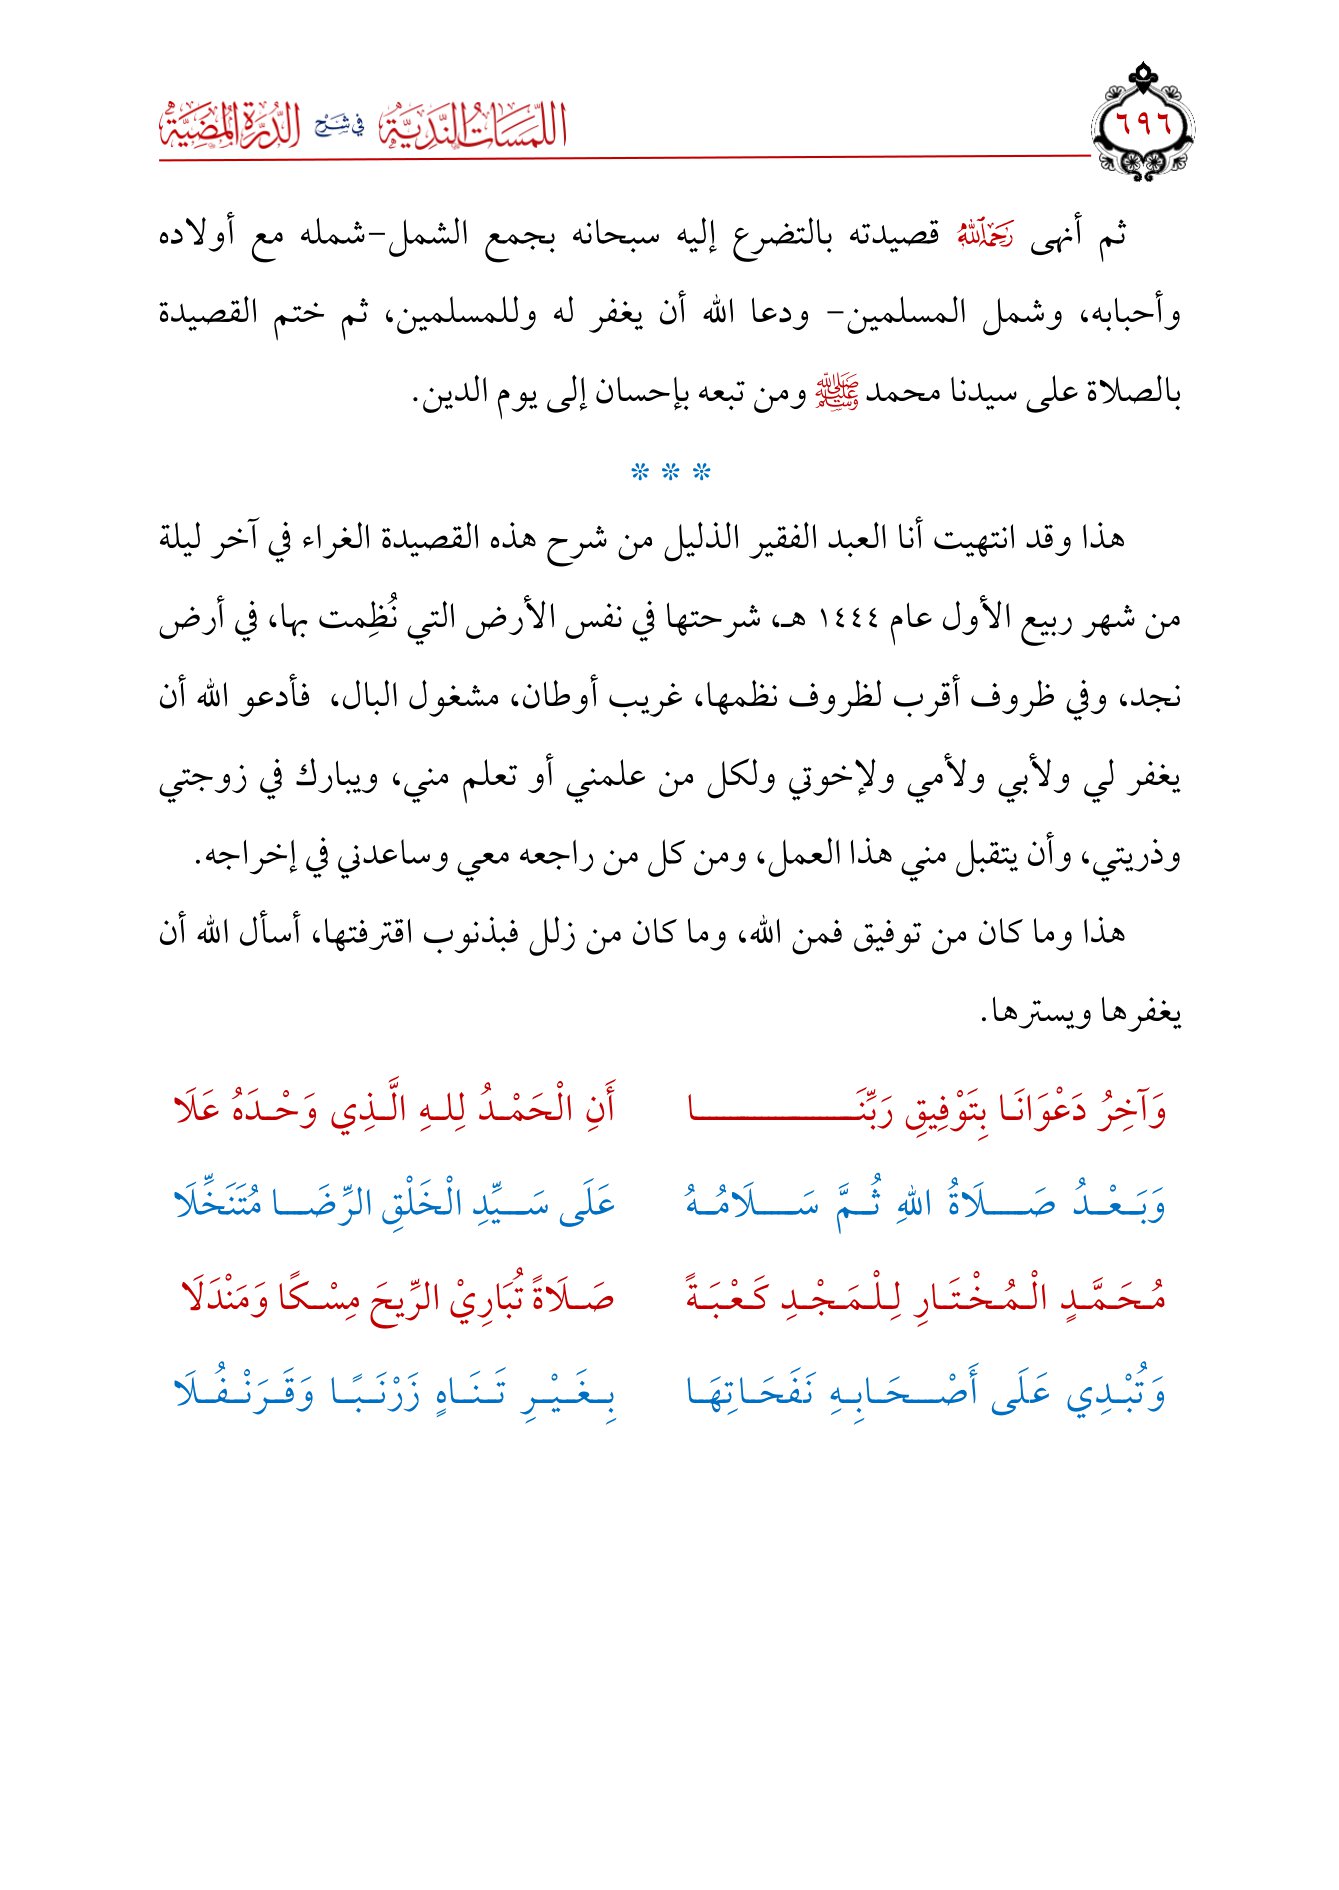 اللَّمَسَاتُ النَّدِيَّة في شَرْح الدُّرَّة المُضِيَّة
٦٩٦
ثم أنهى رَحِمَهُ اللَّهُ قصيدته بالتضرع إليه سبحانه بجمع الشمل–شمله مع أولاده
وأحبابه، وشمل المسلمين– ودعا الله أن يغفر له وللمسلمين، ثم ختم القصيدة
بالصلاة على سيدنا محمد ﷺ ومن تبعه بإحسان إلى يوم الدين.
* * *
هذا وقد انتهيت أنا العبد الفقير الذليل من شرح هذه القصيدة الغراء في آخر ليلة
من شهر ربيع الأول عام ١٤٤٤ هـ، شرحتها في نفس الأرض التي نُظِمت بها، في أرض
نجد، وفي ظروف أقرب لظروف نظمها، غريب أوطان، مشغول البال، فأدعو الله أن
يغفر لي ولأبي ولأمي ولإخوتي ولكل من علمني أو تعلم مني، ويبارك في زوجتي
وذريتي، وأن يتقبل مني هذا العمل، ومن كل من راجعه معي وساعدني في إخراجه.
هذا وما كان من توفيق فمن الله، وما كان من زلل فبذنوب اقترفتها، أسأل الله أن
يغفرها ويسترها.
وَآخِرُ دَعْوَانَا بِتَوْفِيقِ رَبِّنَا أَنِ الْحَمْدُ لِلهِ الَّذِي وَحْدَهُ عَلَا
وَبَعْدُ صَلَاةُ اللهِ ثُمَّ سَلَامُهُ عَلَى سَيِّدِ الْخَلْقِ الرِّضَا مُتَنَخِّلَا
مُحَمَّدٍ الْمُخْتَارِ لِلْمَجْدِ كَعْبَةً صَلَاةً تُبَارِيْ الرِّيحَ مِسْكًا وَمَنْدَلَا
وَتُبْدِي عَلَى أَصْحَابِهِ نَفَحَاتِهَا بِغَيْرِ تَنَاهٍ زَرْنَبًا وَقَرَنْفُلَا